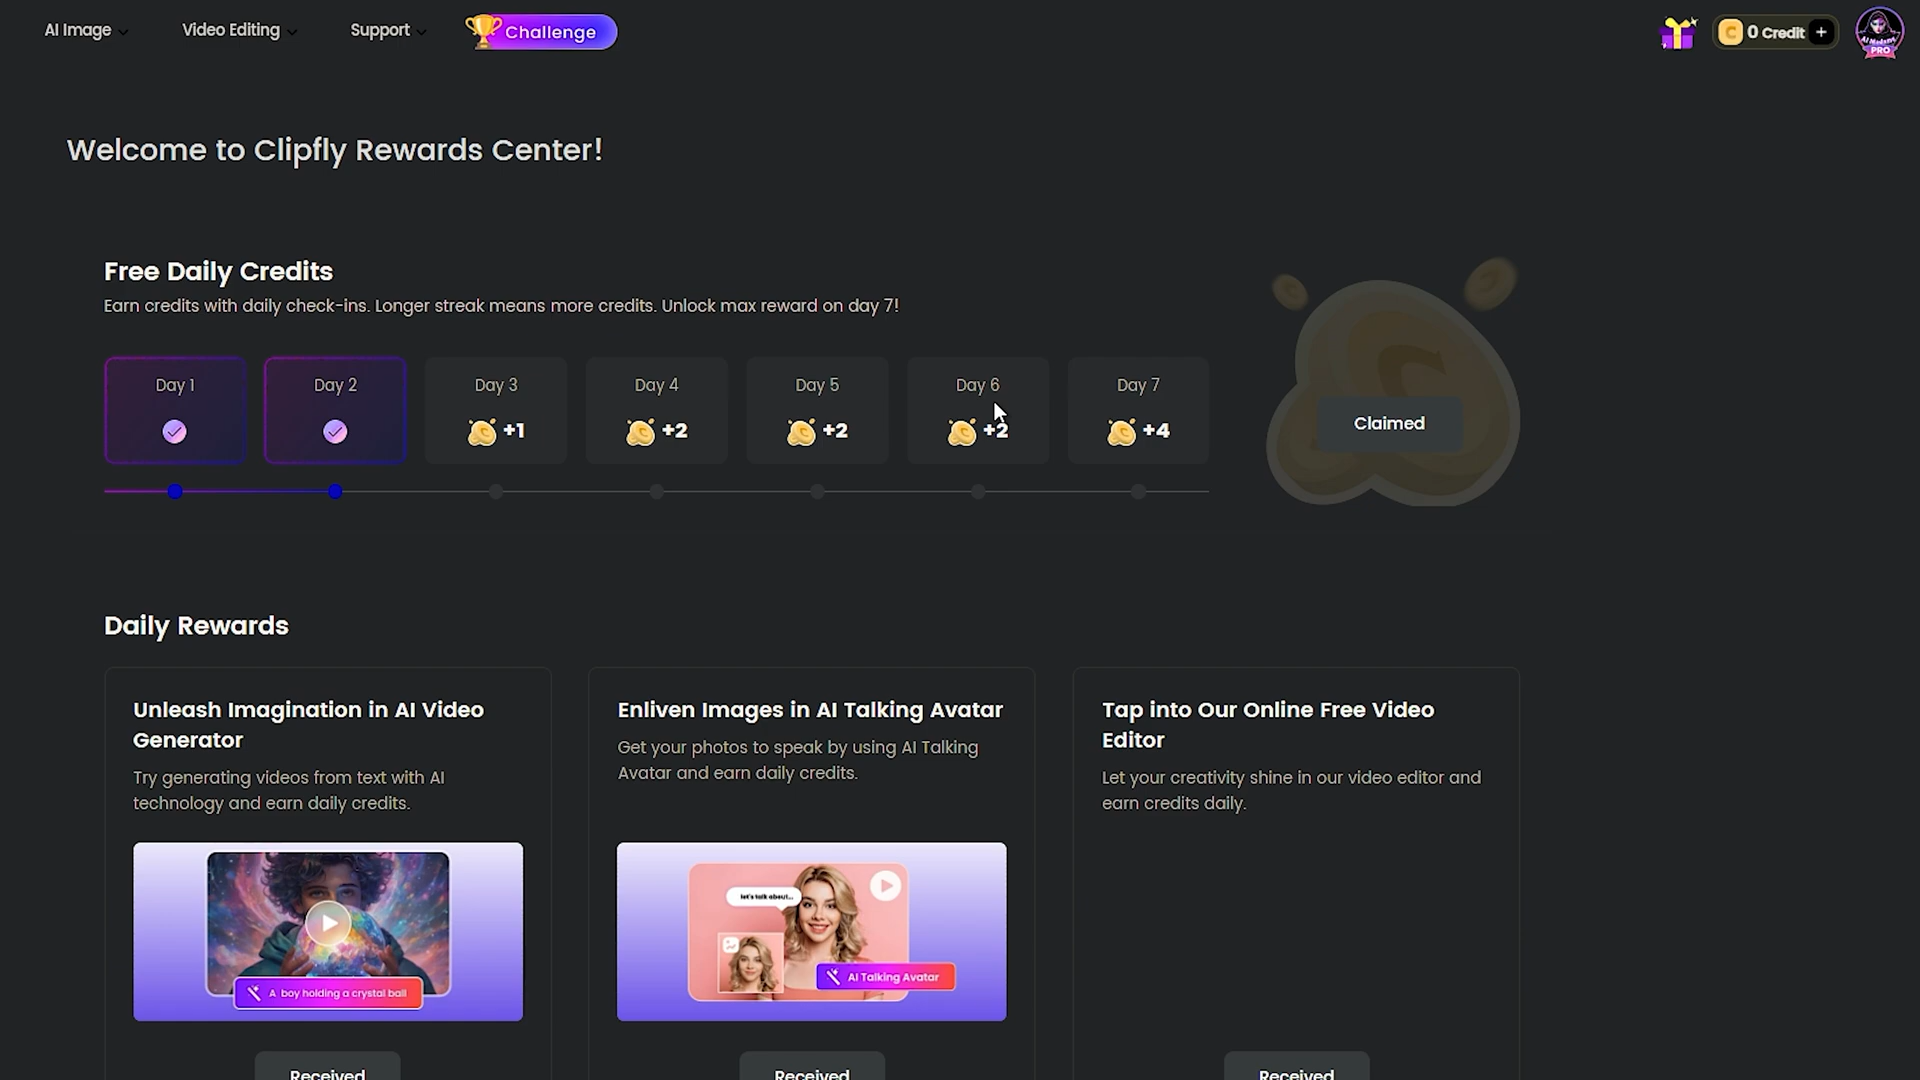 AI Image
Video Editing
Support
Challenge
C 0 Credit +
AI Madame
PRO
Welcome to Clipfly Rewards Center!
Free Daily Credits
Earn credits with daily check-ins. Longer streak means more credits. Unlock max reward on day 7!
Day 1
Day 2
Day 3
Day 4
Day 5
Day 6
Day 7
+1
+2
+2
+2
+4
Claimed
Daily Rewards
Unleash Imagination in AI Video
Generator
Try generating videos from text with AI
technology and earn daily credits.
A boy holding a crystal ball
Received
Enliven Images in AI Talking Avatar
Get your photos to speak by using AI Talking
Avatar and earn daily credits.
let's talk about...
AI Talking Avatar
Received
Tap into Our Online Free Video
Editor
Let your creativity shine in our video editor and
earn credits daily.
Received